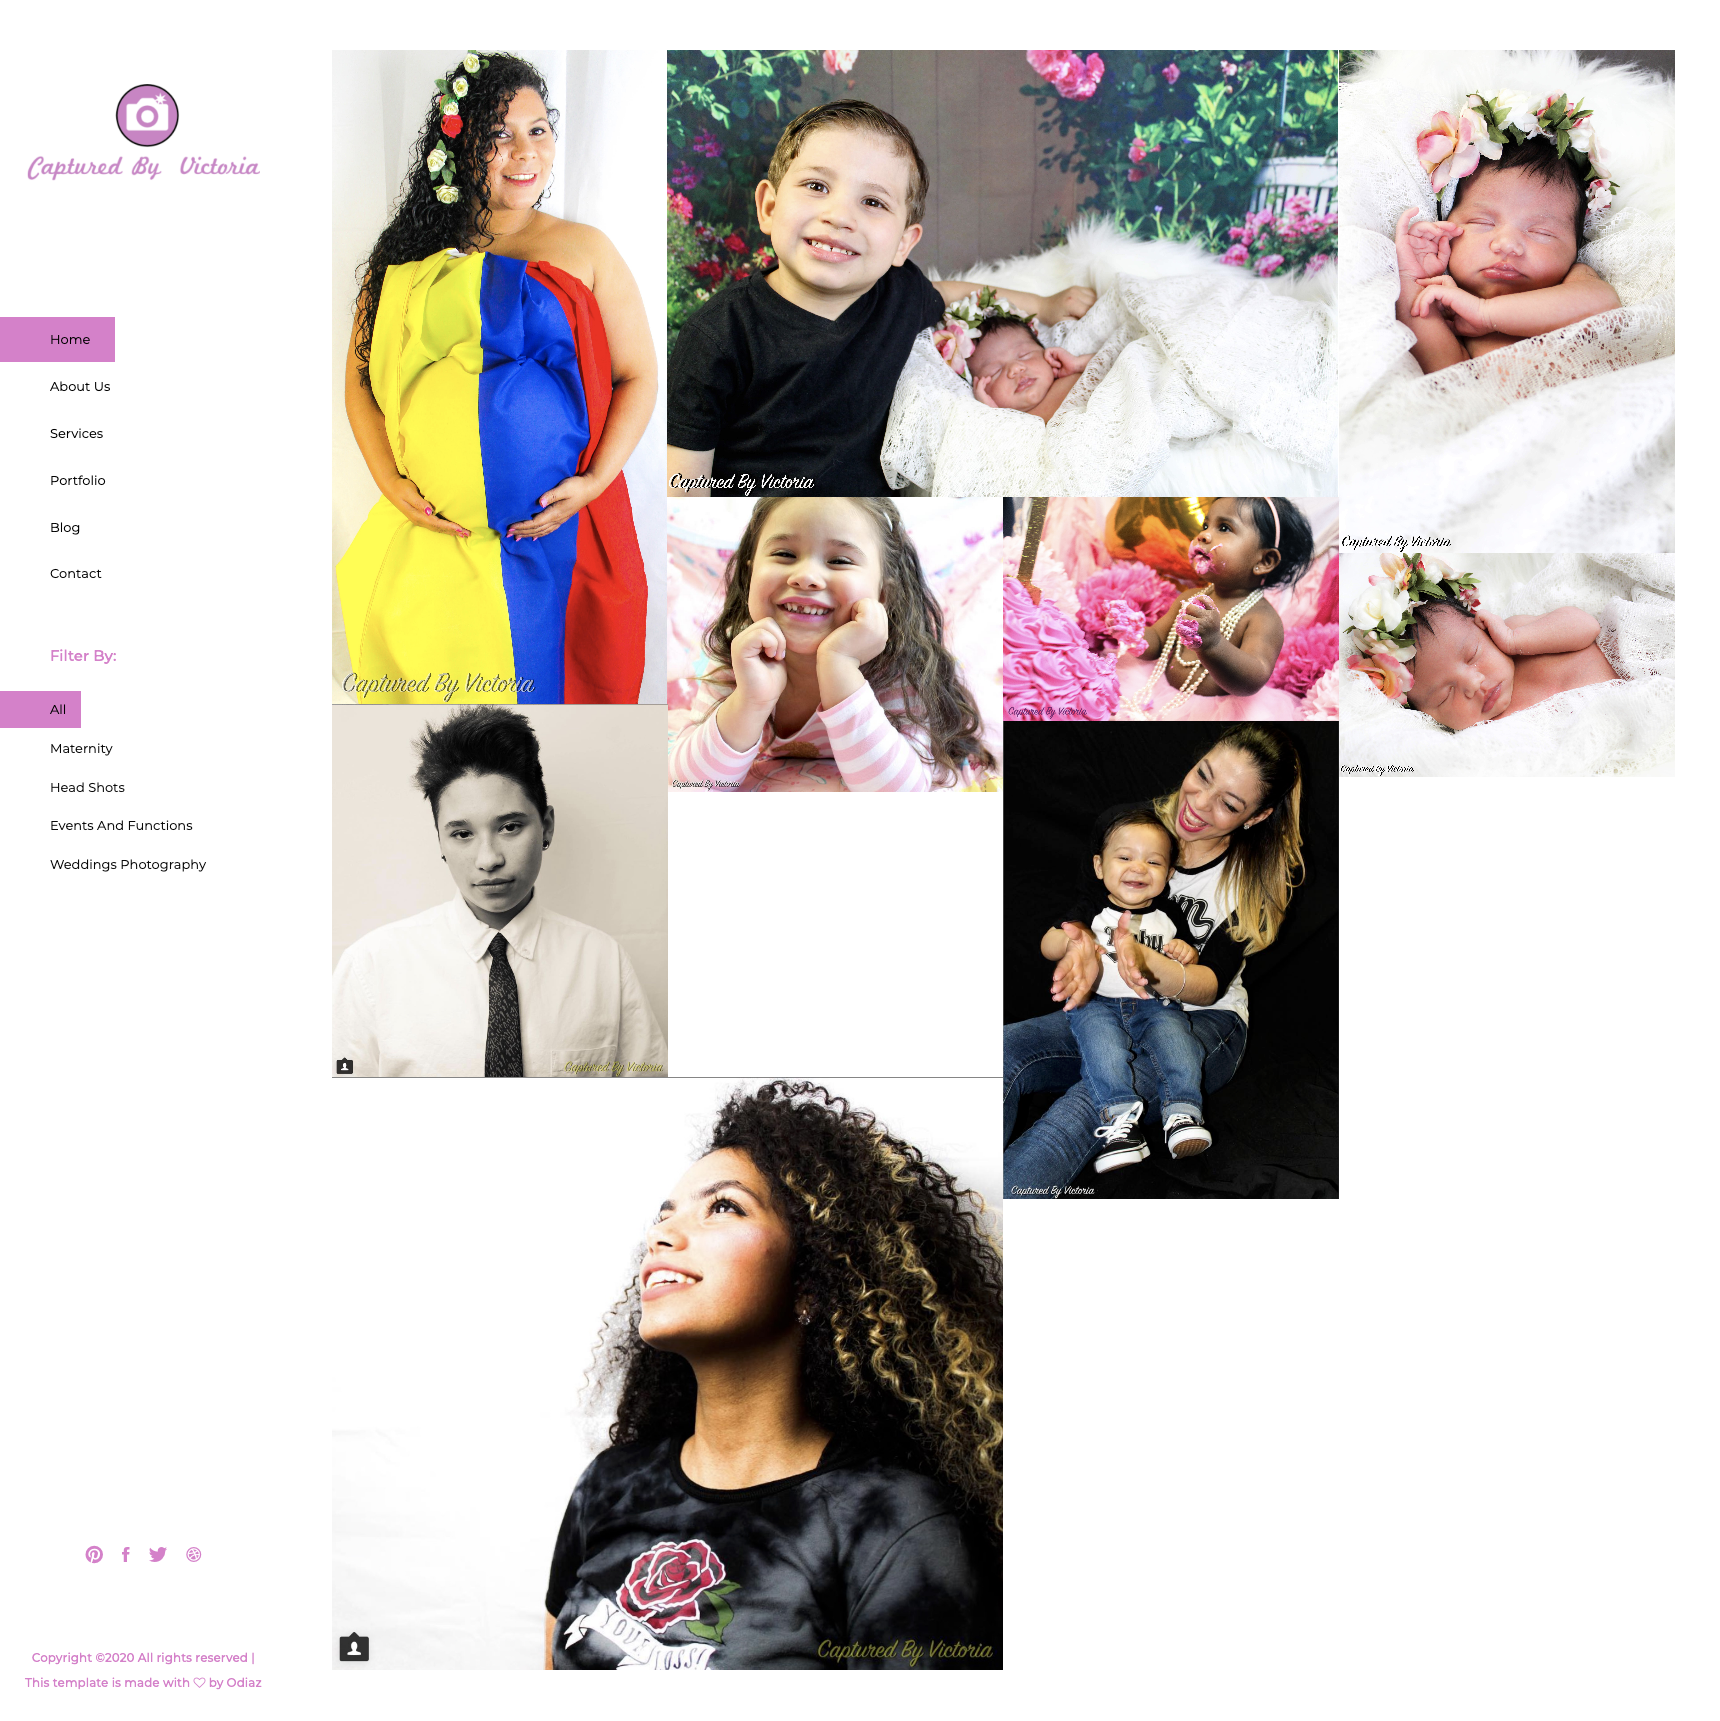 Captured By Victoria
Home
About Us
Services
Portfolio
Blog
Contact
Filter By:
All
Maternity
Head Shots
Events And Functions
Weddings Photography
Copyright ©2020 All rights reserved |
This template is made with ♡ by Odiaz
Captured By Victoria
Captured By Victoria
Captured By Victoria
Captured By Victoria
Captured By Victoria
Captured By Victoria
Captured By Victoria
Captured By Victoria
Captured By Victoria